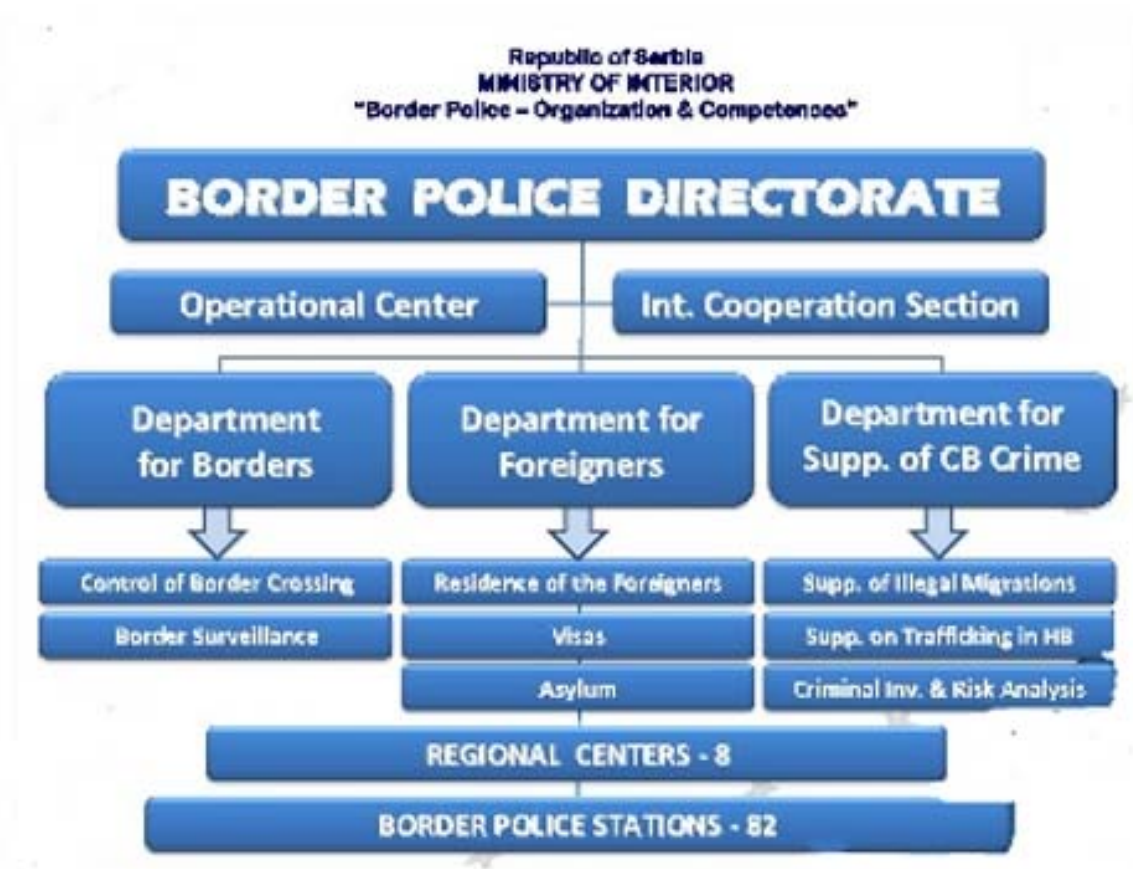 Republic of Serbia
MINISTRY OF INTERIOR
"Border Police – Organization & Competences"
BORDER POLICE DIRECTORATE
Operational Center
Int. Cooperation Section
Department
for Borders
Department for
Foreigners
Department for
Supp. of CB Crime
Control of Border Crossing
Border Surveillance
Residence of the Foreigners
Visas
Asylum
Supp. of Illegal Migrations
Supp. on Trafficking in HB
Criminal Inv. & Risk Analysis
REGIONAL CENTERS - 8
BORDER POLICE STATIONS - 82